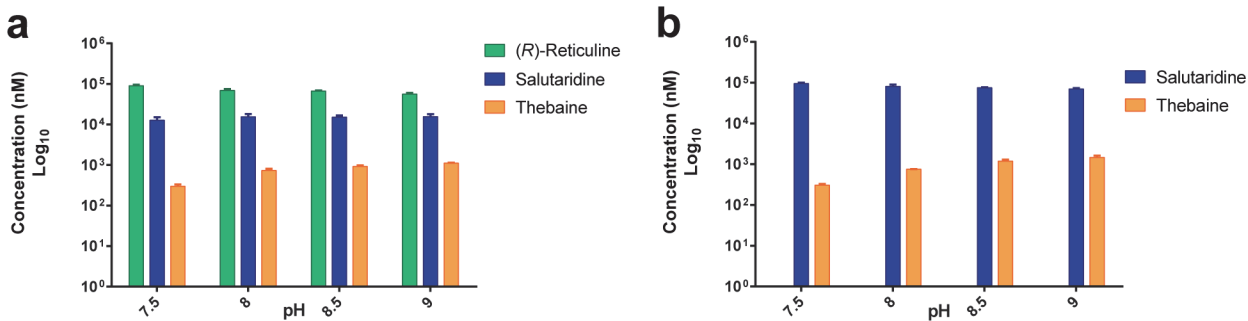 a
Concentration (nM)
Log10
10^6
10^5
10^4
10^3
10^2
10^1
10^0
7.5
8
8.5
9
pH
(R)-Reticuline
Salutaridine
Thebaine
b
Concentration (nM)
Log10
10^6
10^5
10^4
10^3
10^2
10^1
10^0
7.5
8
8.5
9
pH
Salutaridine
Thebaine